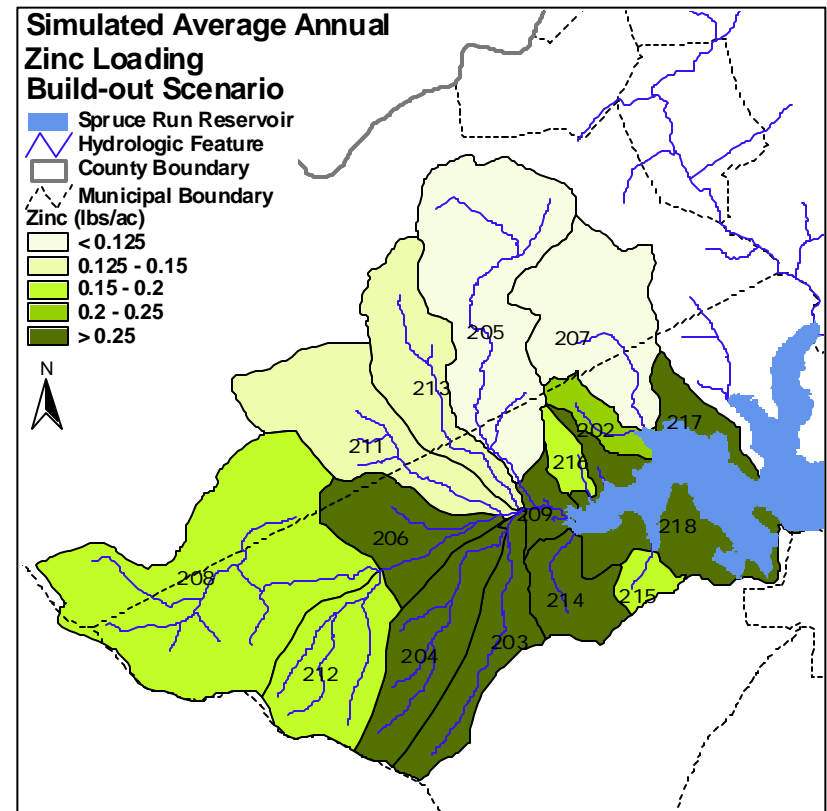 Simulated Average Annual
Zinc Loading
Build-out Scenario
Spruce Run Reservoir
Hydrologic Feature
County Boundary
Municipal Boundary
Zinc (lbs/ac)
< 0.125
0.125 - 0.15
0.15 - 0.2
0.2 - 0.25
> 0.25
N
205
207
213
217
202
211
216
209
218
206
208
215
214
203
204
212